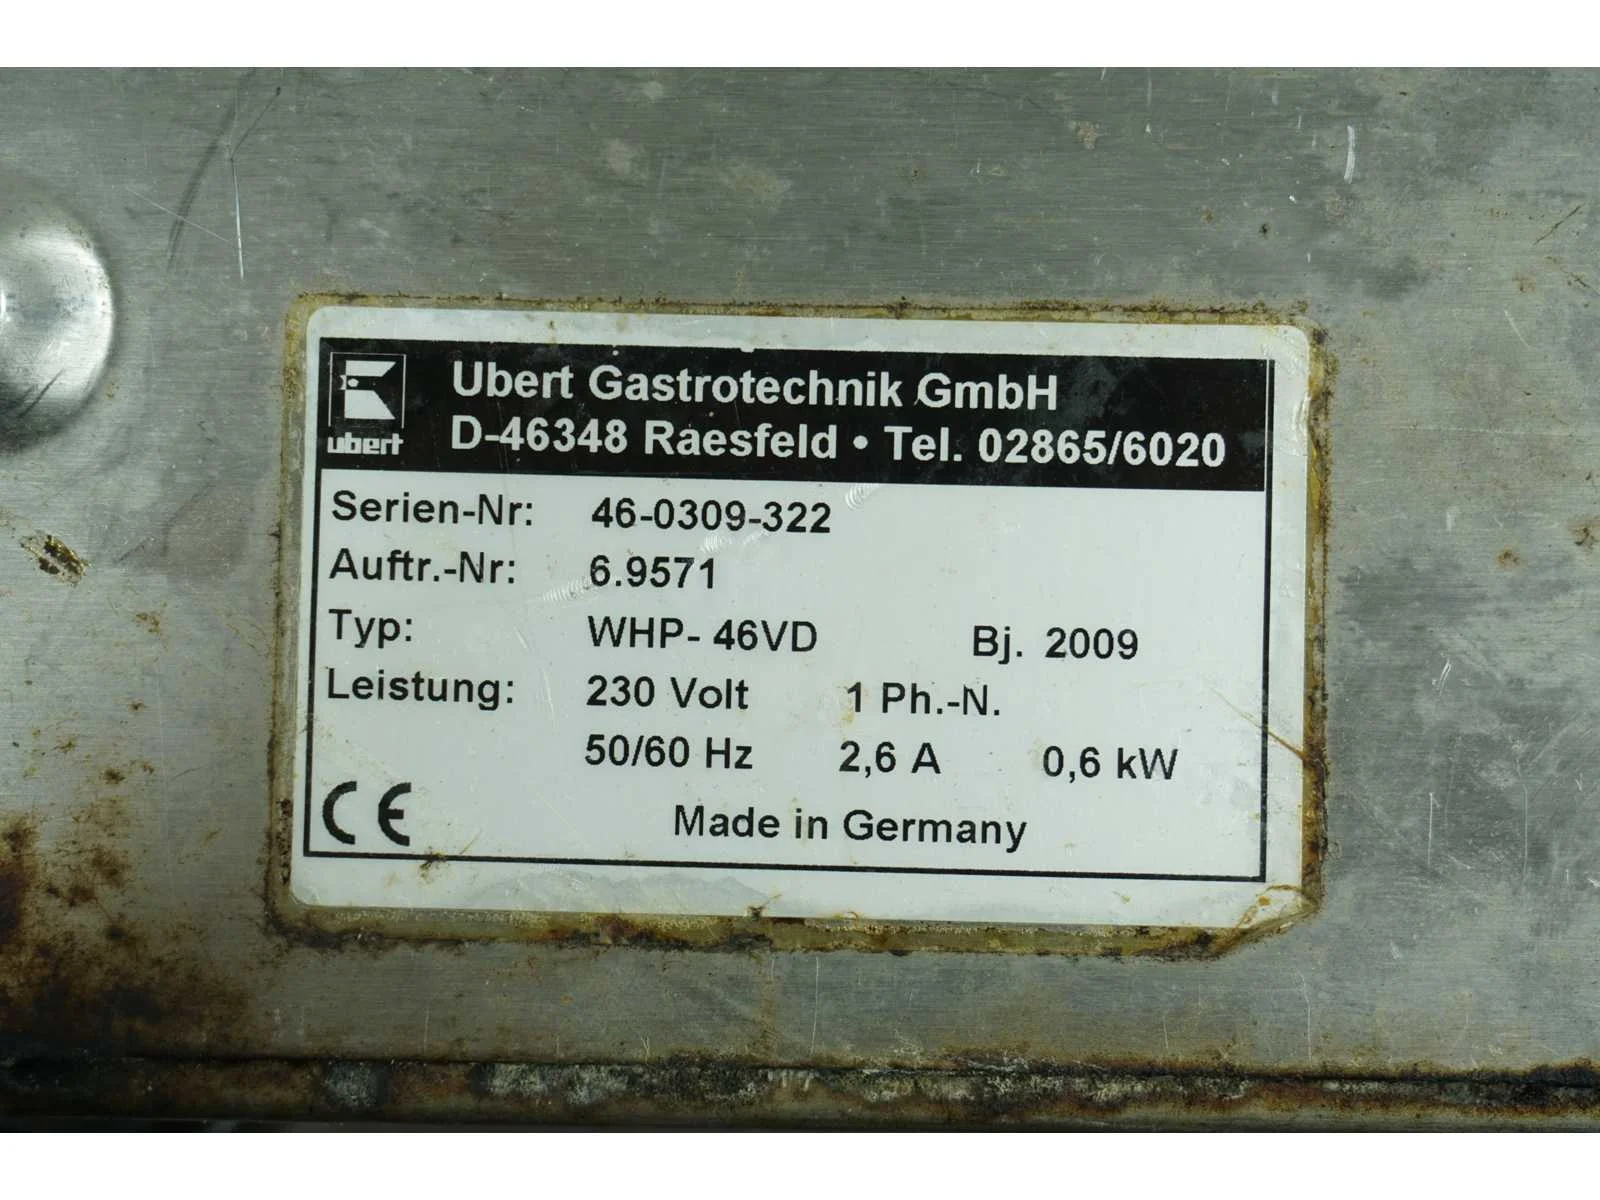 ubert
Ubert Gastrotechnik GmbH
D-46348 Raesfeld • Tel. 02865/6020
Serien-Nr: 46-0309-322
Auftr.-Nr: 6.9571
Typ: WHP- 46VD Bj. 2009
Leistung: 230 Volt 1 Ph.-N.
50/60 Hz 2,6 A 0,6 kW
CE Made in Germany